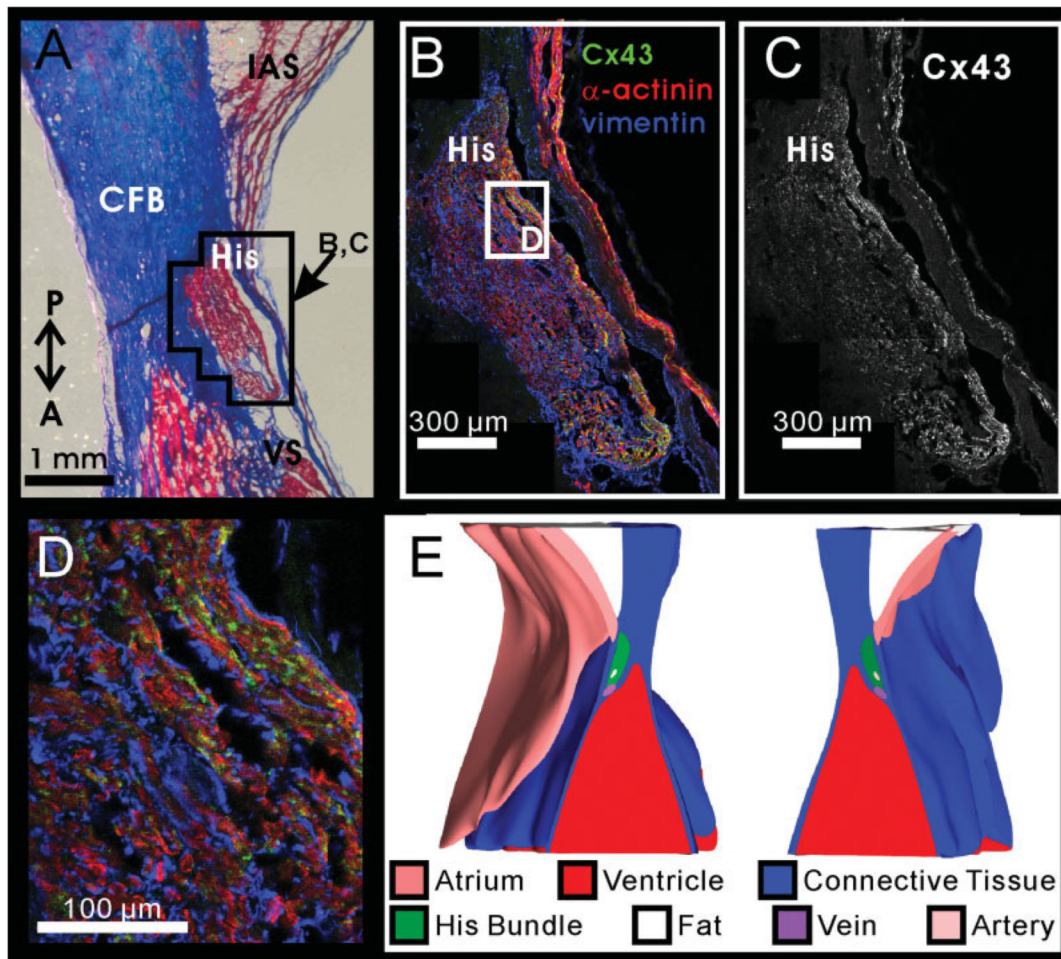 A
IAS
CFB
His
B,C
P
A
1 mm
VS
B
Cx43
α-actinin
vimentin
His
D
300 μm
C
Cx43
His
300 μm
D
100 μm
E
Atrium
Ventricle
Connective Tissue
His Bundle
Fat
Vein
Artery